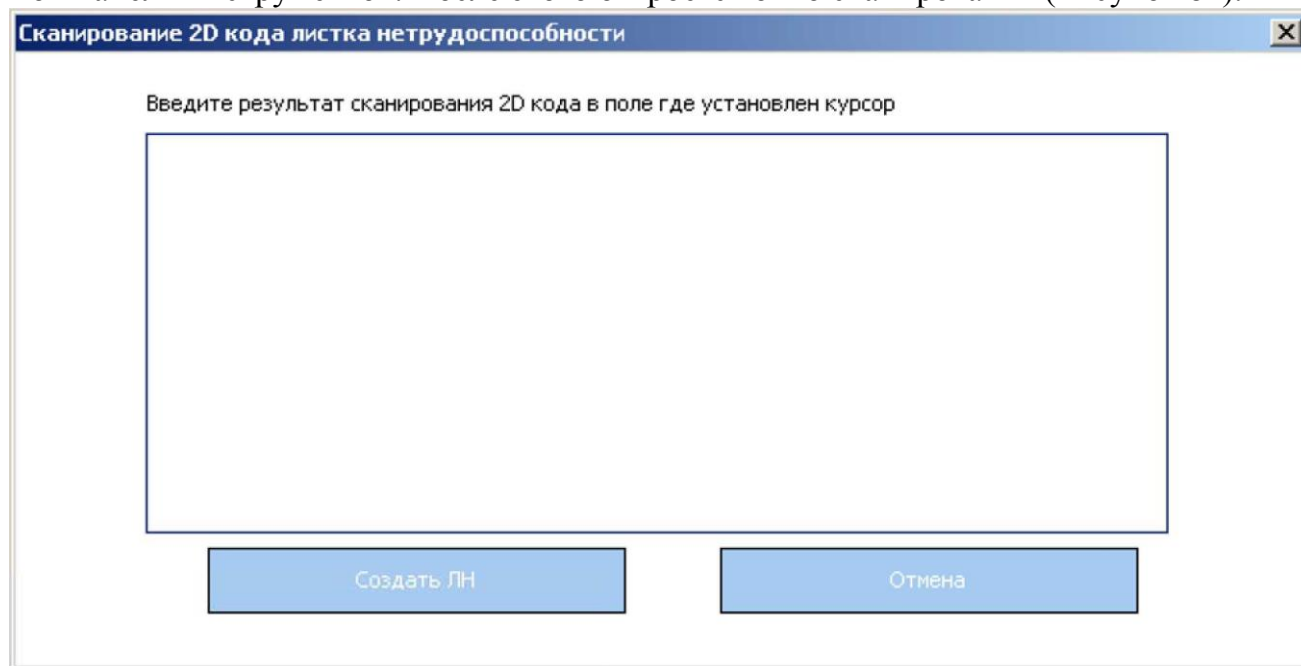 Сканирование 2D кода листка нетрудоспособности
Введите результат сканирования 2D кода в поле где установлен курсор
Создать ЛН
Отмена